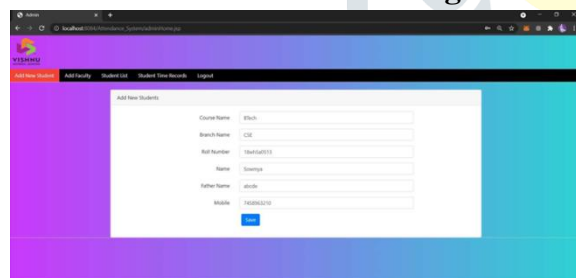 Admin
localhost:8084/Attendance_System/adminHome.jsp
VISHNU
Add New Student Add Faculty Student List Student Time Records Logout
Add New Students
Course Name BTech
Branch Name CSE
Roll Number
Name Sowmya
Father Name abcde
Mobile 7458963210
Save